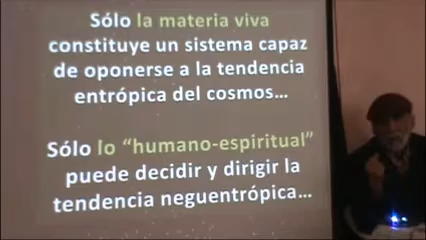 Sólo la materia viva
constituye un sistema capaz
de oponerse a la tendencia
entrópica del cosmos...
Sólo lo “humano-espiritual”
puede decidir y dirigir la
tendencia neguentrópica...